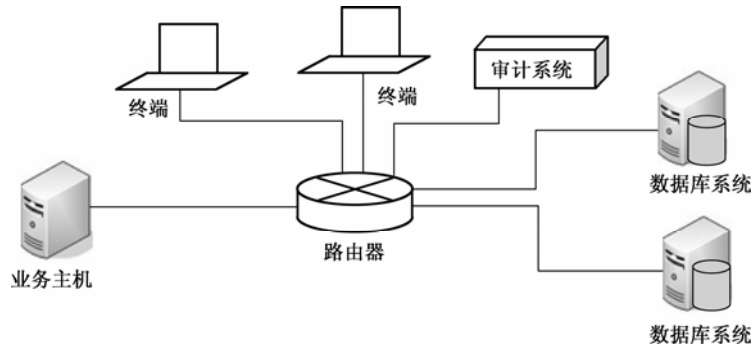 终端
终端
审计系统
数据库系统
路由器
业务主机
数据库系统